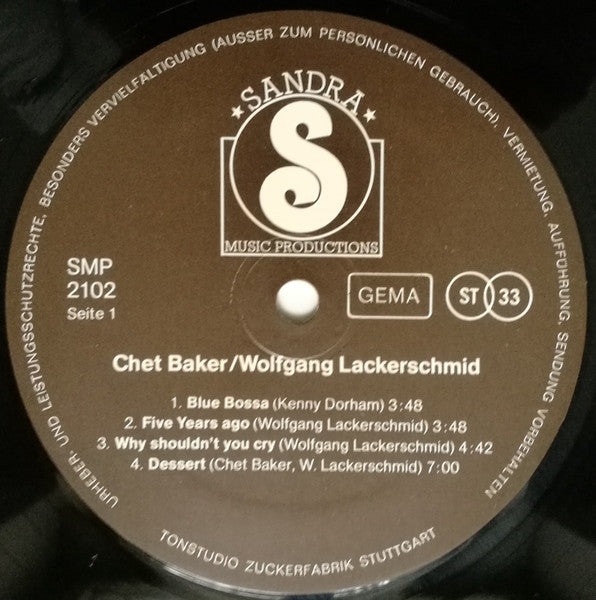 URHEBER- UND LEISTUNGSSCHUTZRECHTE, BESONDERS VERVIELFALTIGUNG (AUSSER ZUM PERSÖNLICHEN GEBRAUCH), VERMIETUNG, AUFFÜHRUNG, SENDUNG VORBEHALTEN
SANDRA
S
MUSIC PRODUCTIONS
SMP
2102
Seite 1
GEMA
ST 33
Chet Baker/Wolfgang Lackerschmid
1. Blue Bossa (Kenny Dorham) 3:48
2. Five Years ago (Wolfgang Lackerschmid) 3:48
3. Why shouldn't you cry (Wolfgang Lackerschmid) 4:42
4. Dessert (Chet Baker, W. Lackerschmid) 7:00
TONSTUDIO ZUCKERFABRIK STUTTGART